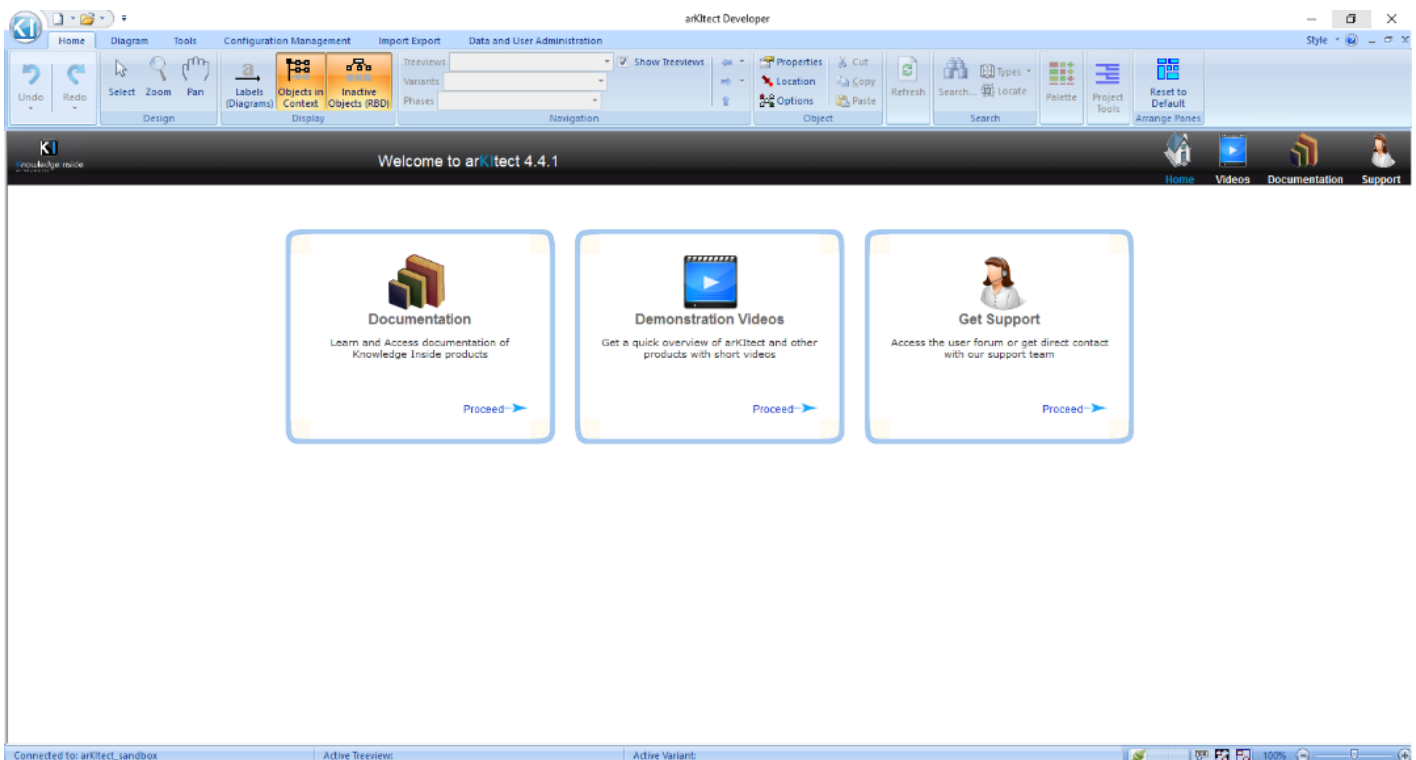 arKItect Developer
KI
Home Diagram Tools Configuration Management Import Export Data and User Administration Style
Undo Redo Select Zoom Pan Labels (Diagrams) Objects in Context Inactive Objects (RBD) Treeviews Show Treeviews Properties Cut Refresh Search... Types Locate Palette Project Tools Reset to Default
Variants Location Copy
Phases Options Paste
Design Display Navigation Object Search Arrange Panes
KI
Knowledge Inside
Welcome to arKItect 4.4.1
Home Videos Documentation Support
Documentation
Learn and Access documentation of
Knowledge Inside products
Proceed
Demonstration Videos
Get a quick overview of arKItect and other
products with short videos
Proceed
Get Support
Access the user forum or get direct contact
with our support team
Proceed
Connected to: arKItect_sandbox Active Treeview: Active Variant: 100%